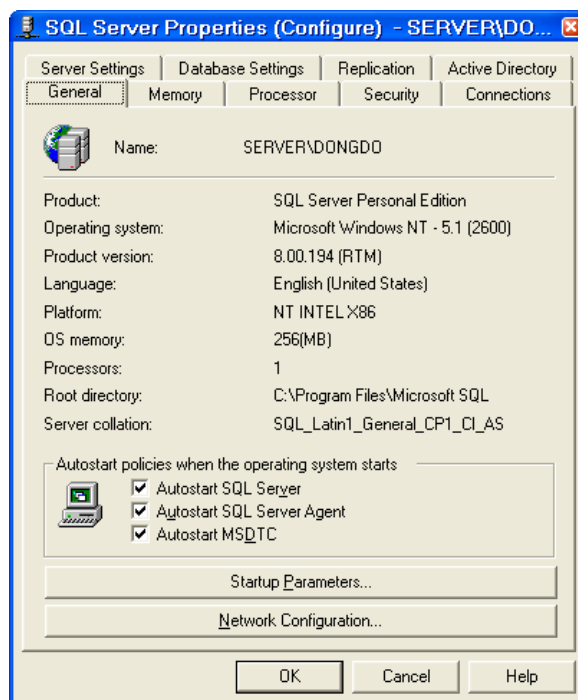 SQL Server Properties (Configure) - SERVER\DO...
Server Settings Database Settings Replication Active Directory
General Memory Processor Security Connections
Name: SERVER\DONGDO
Product: SQL Server Personal Edition
Operating system: Microsoft Windows NT - 5.1 (2600)
Product version: 8.00.194 (RTM)
Language: English (United States)
Platform: NT INTEL X86
OS memory: 256(MB)
Processors: 1
Root directory: C:\Program Files\Microsoft SQL
Server collation: SQL_Latin1_General_CP1_CI_AS
Autostart policies when the operating system starts
Autostart SQL Server
Autostart SQL Server Agent
Autostart MSDTC
Startup Parameters...
Network Configuration...
OK Cancel Help